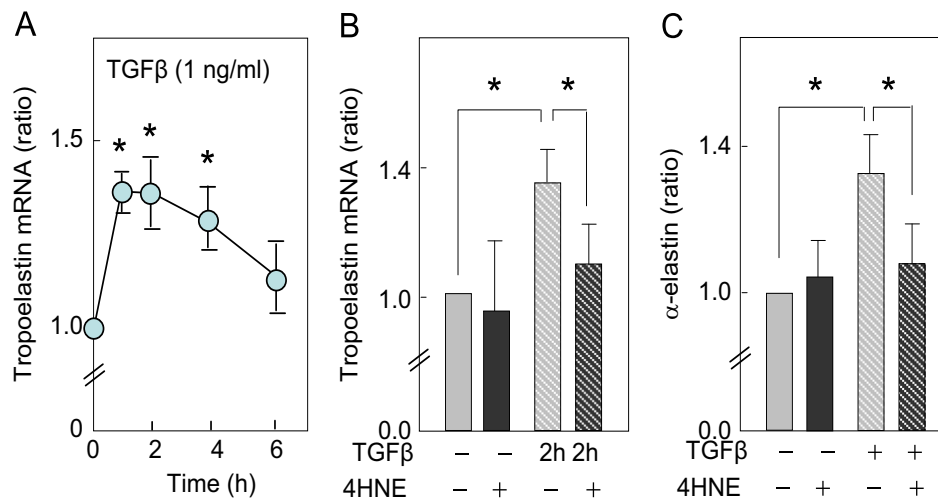 A
TGFβ (1 ng/ml)
Tropoelastin mRNA (ratio)
1.5
1.0
0
* * *
0 2 4 6
Time (h)
B
Tropoelastin mRNA (ratio)
1.4
1.0
0.0
* *
TGFβ − − 2h 2h
4HNE − + − +
C
α-elastin (ratio)
1.4
1.0
0.0
* *
TGFβ − − + +
4HNE − + − +